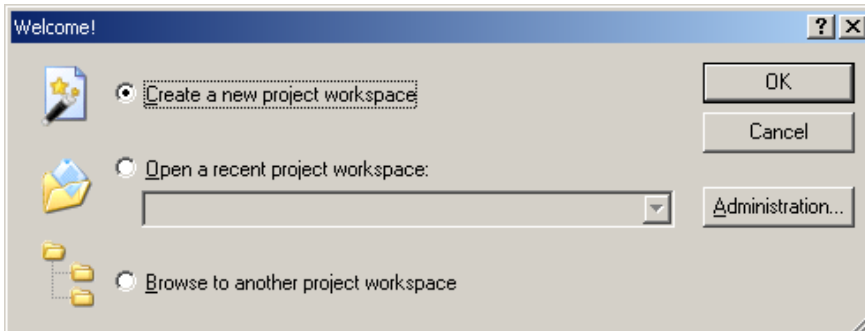 Welcome!
Create a new project workspace
OK
Cancel
Open a recent project workspace:
Administration...
Browse to another project workspace